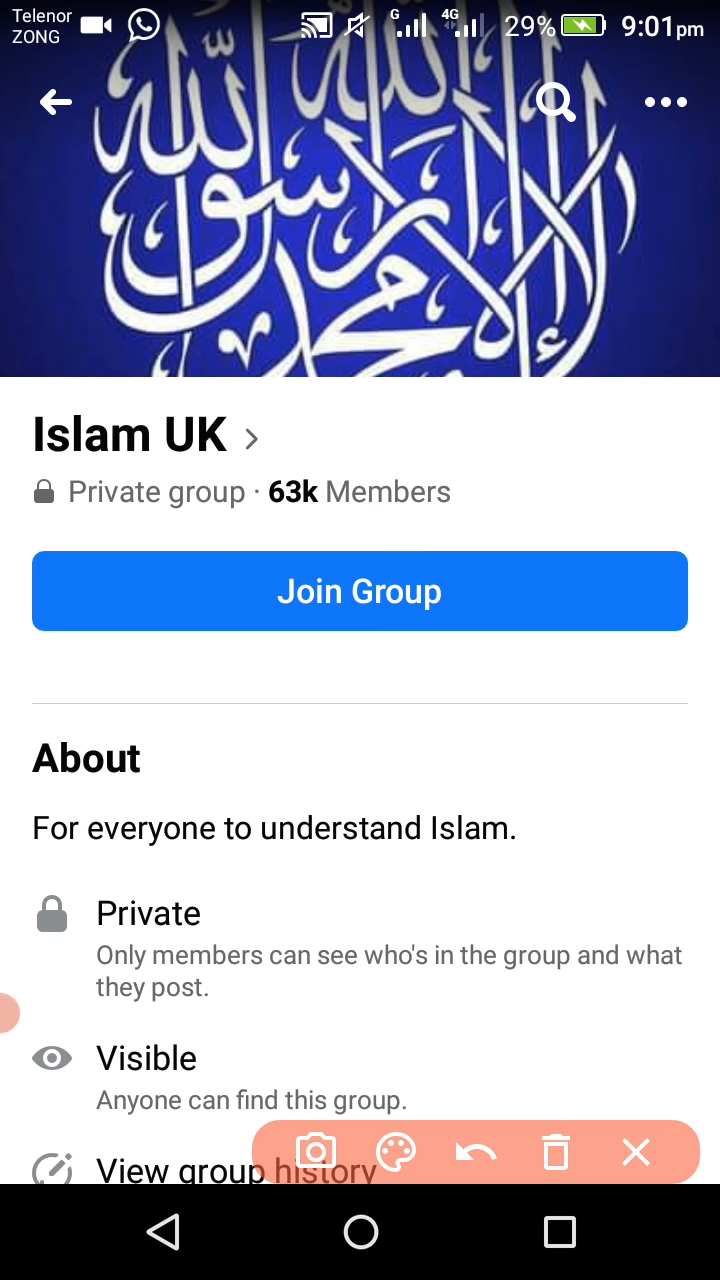 Telenor
ZONG
G
4G
29%
9:01pm
لا إله إلا الله محمد رسول الله
Islam UK
Private group · 63k Members
Join Group
About
For everyone to understand Islam.
Private
Only members can see who's in the group and what
they post.
Visible
Anyone can find this group.
View group history